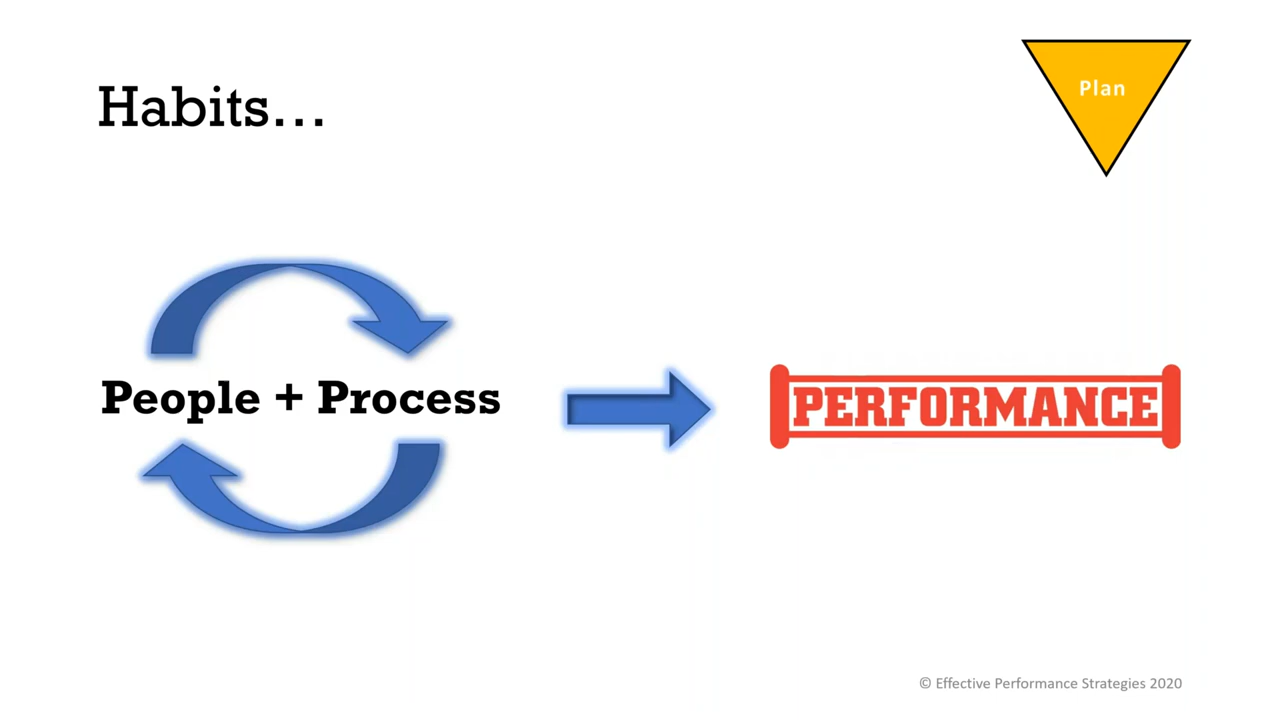 Habits...
Plan
People + Process
PERFORMANCE
© Effective Performance Strategies 2020